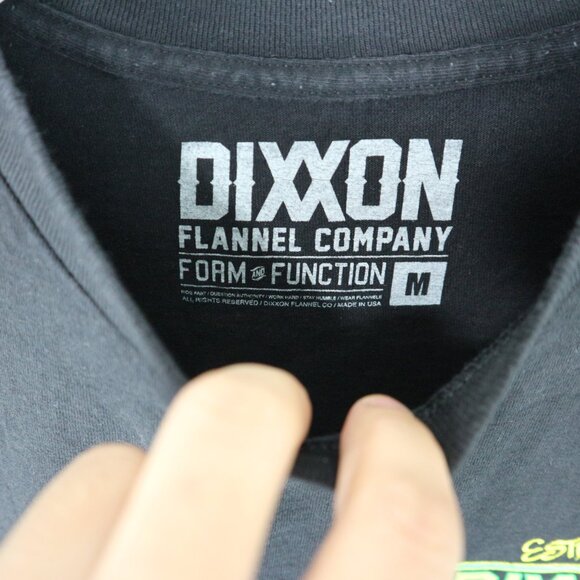 DIXXON
FLANNEL COMPANY
FORM AND FUNCTION
M
RIDE FAST / QUESTION AUTHORITY / WORK HARD / STAY HUMBLE / WEAR FLANNELS
ALL RIGHTS RESERVED / DIXXON FLANNEL CO / MADE IN USA